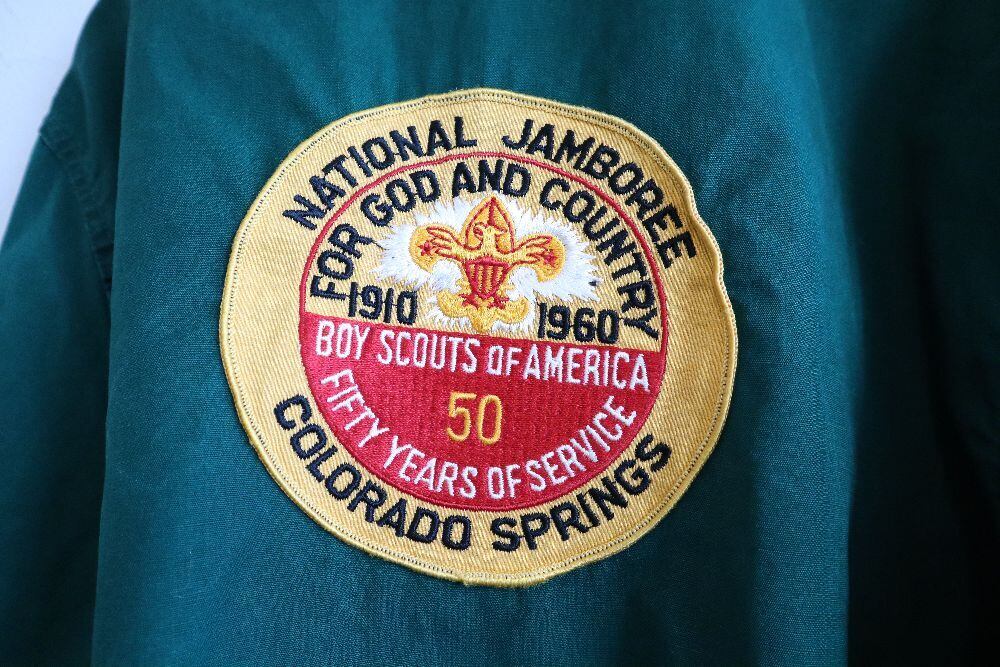 NATIONAL JAMBOREE
FOR GOD AND COUNTRY
1910 1960
BOY SCOUTS OF AMERICA
50
FIFTY YEARS OF SERVICE
COLORADO SPRINGS